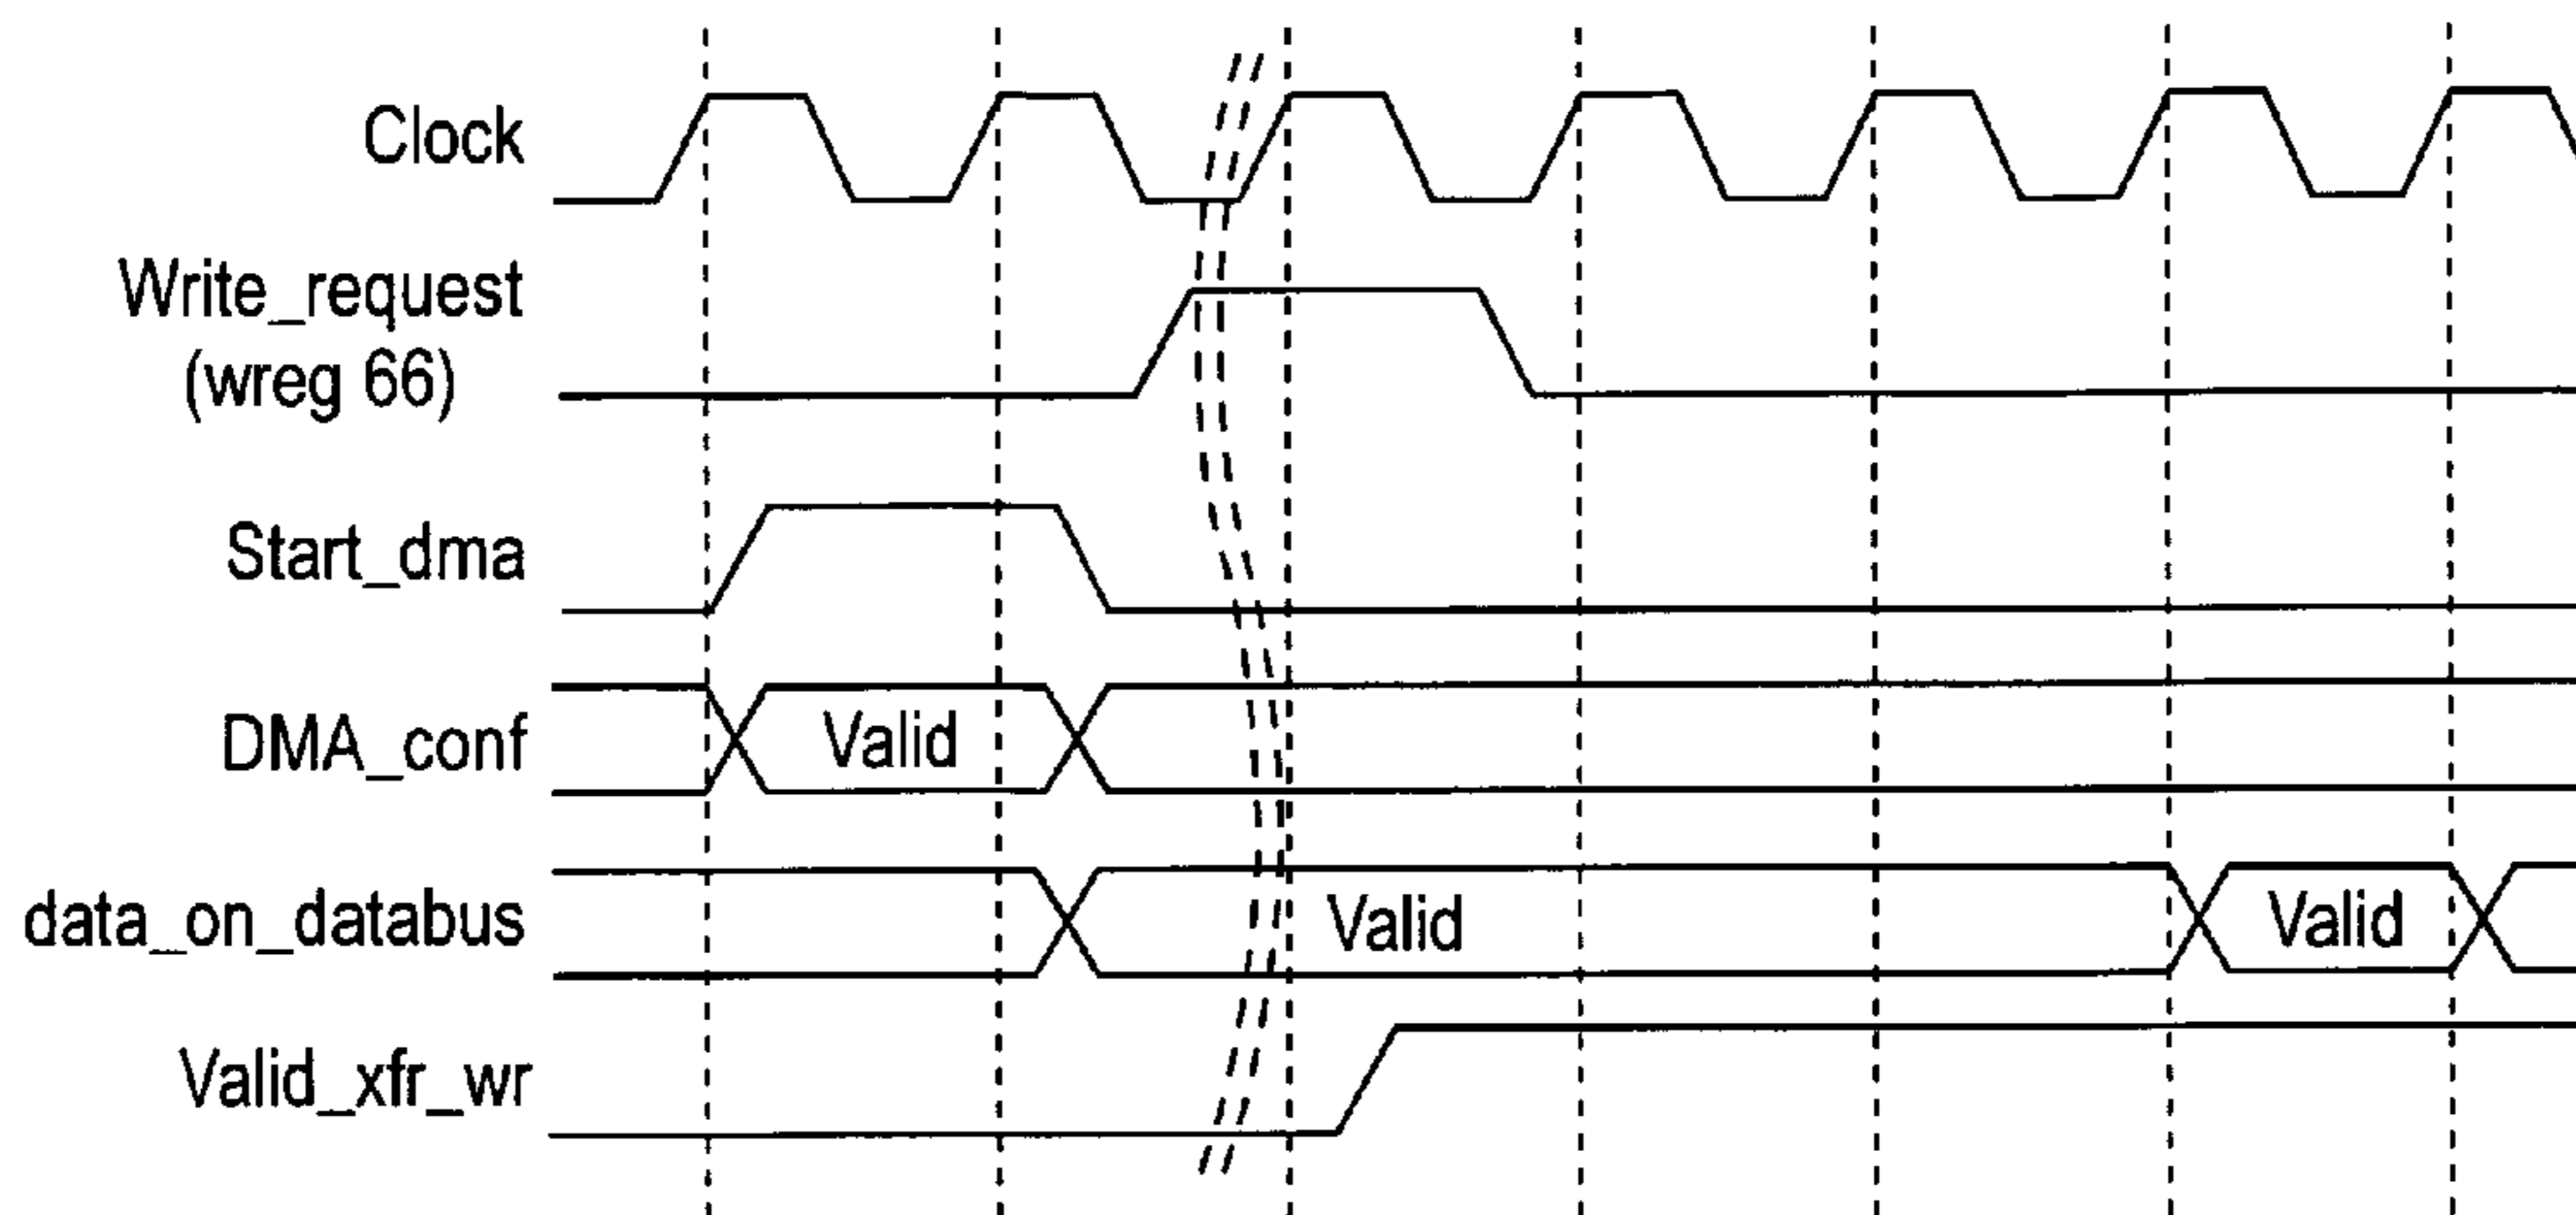 Clock
Write_request
(wreg 66)
Start_dma
DMA_conf
Valid
data_on_databus
Valid
Valid
Valid_xfr_wr